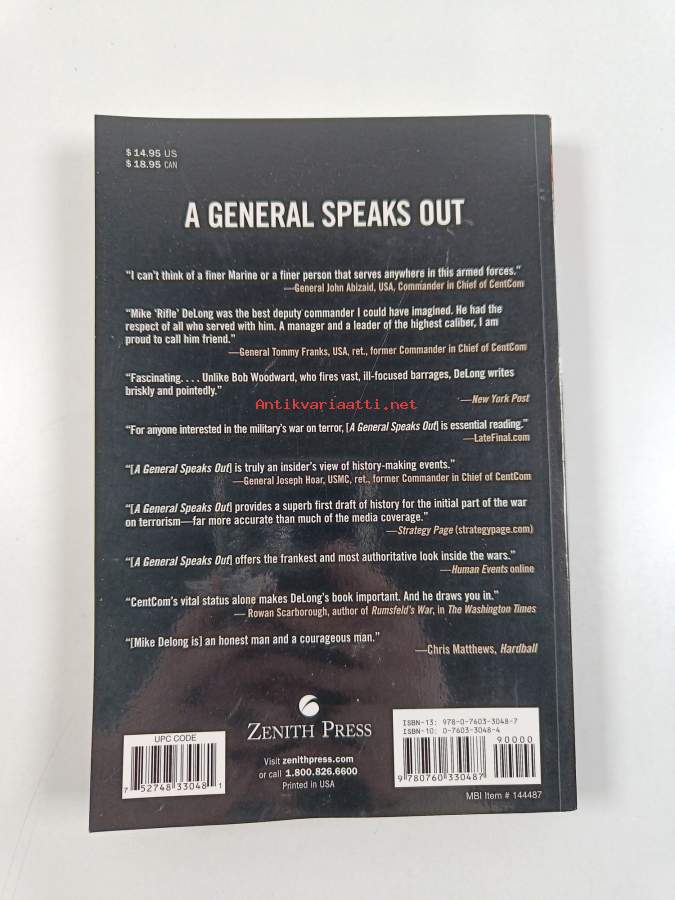 $ 14.95 US
$ 18.95 CAN
A GENERAL SPEAKS OUT
"I can't think of a finer Marine or a finer person that serves anywhere in this armed forces."
—General John Abizaid, USA, Commander in Chief of CentCom
"Mike 'Rifle' DeLong was the best deputy commander I could have imagined. He had the
respect of all who served with him. A manager and a leader of the highest caliber, I am
proud to call him friend."
—General Tommy Franks, USA, ret., former Commander in Chief of CentCom
"Fascinating. . . . Unlike Bob Woodward, who fires vast, ill-focused barrages, DeLong writes
briskly and pointedly."
—New York Post
Antikvariaatti.net
"For anyone interested in the military's war on terror, [A General Speaks Out] is essential reading."
—LateFinal.com
"[A General Speaks Out] is truly an insider's view of history-making events."
—General Joseph Hoar, USMC, ret., former Commander in Chief of CentCom
"[A General Speaks Out] provides a superb first draft of history for the initial part of the war
on terrorism—far more accurate than much of the media coverage."
—Strategy Page (strategypage.com)
"[A General Speaks Out] offers the frankest and most authoritative look inside the wars."
—Human Events online
"CentCom's vital status alone makes DeLong's book important. And he draws you in."
— Rowan Scarborough, author of Rumsfeld's War, in The Washington Times
"[Mike Delong is] an honest man and a courageous man."
—Chris Matthews, Hardball
ZENITH PRESS
Visit zenithpress.com
or call 1.800.826.6600
Printed in USA
UPC CODE
7 52748 33048 1
ISBN-13: 978-0-7603-3048-7
ISBN-10: 0-7603-3048-4
90000
9 780760 330487
MBI Item # 144487